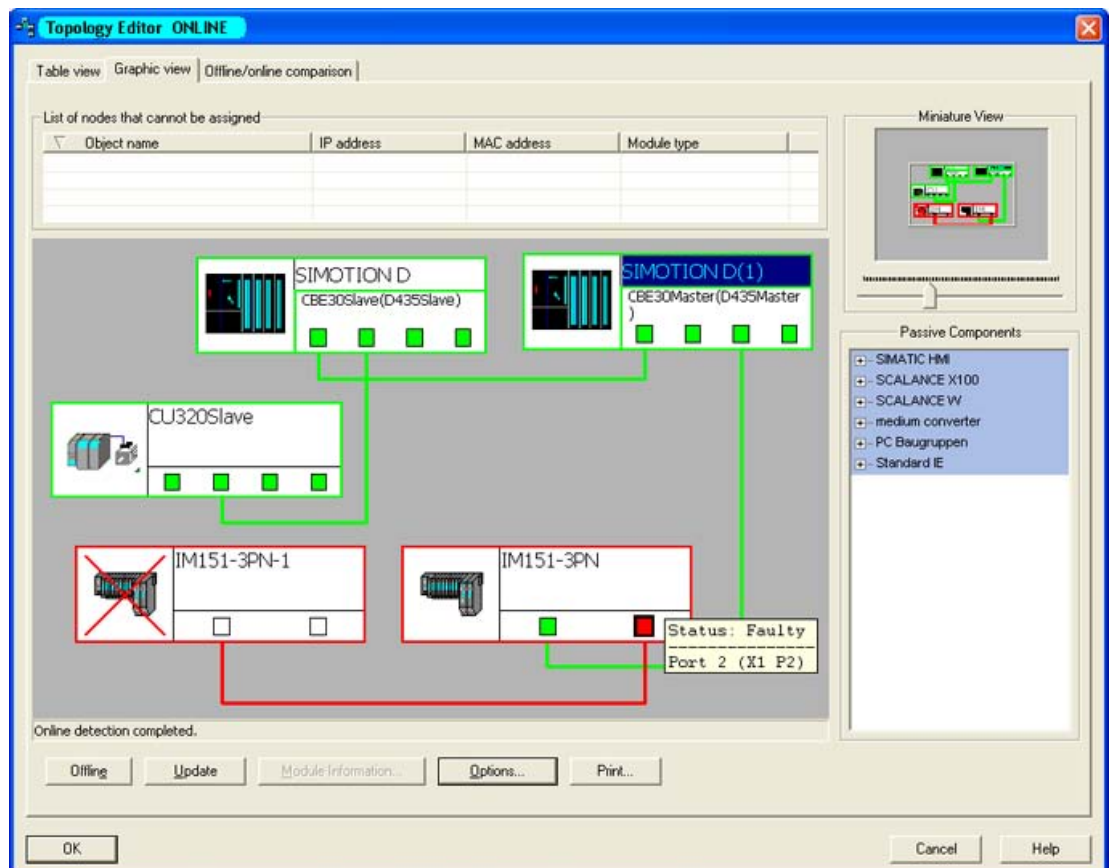 Topology Editor ONLINE
Table view Graphic view Offline/online comparison
List of nodes that cannot be assigned
Object name IP address MAC address Module type
Miniature View
SIMOTION D
CBE30Slave(D435Slave)
SIMOTION D(1)
CBE30Master(D435Master
)
Passive Components
SIMATIC HMI
SCALANCE X100
SCALANCE W
medium converter
PC Baugruppen
Standard IE
CU320Slave
IM151-3PN-1
IM151-3PN
Status: Faulty
Port 2 (X1 P2)
Online detection completed.
Offline Update Module Information... Options... Print...
OK Cancel Help